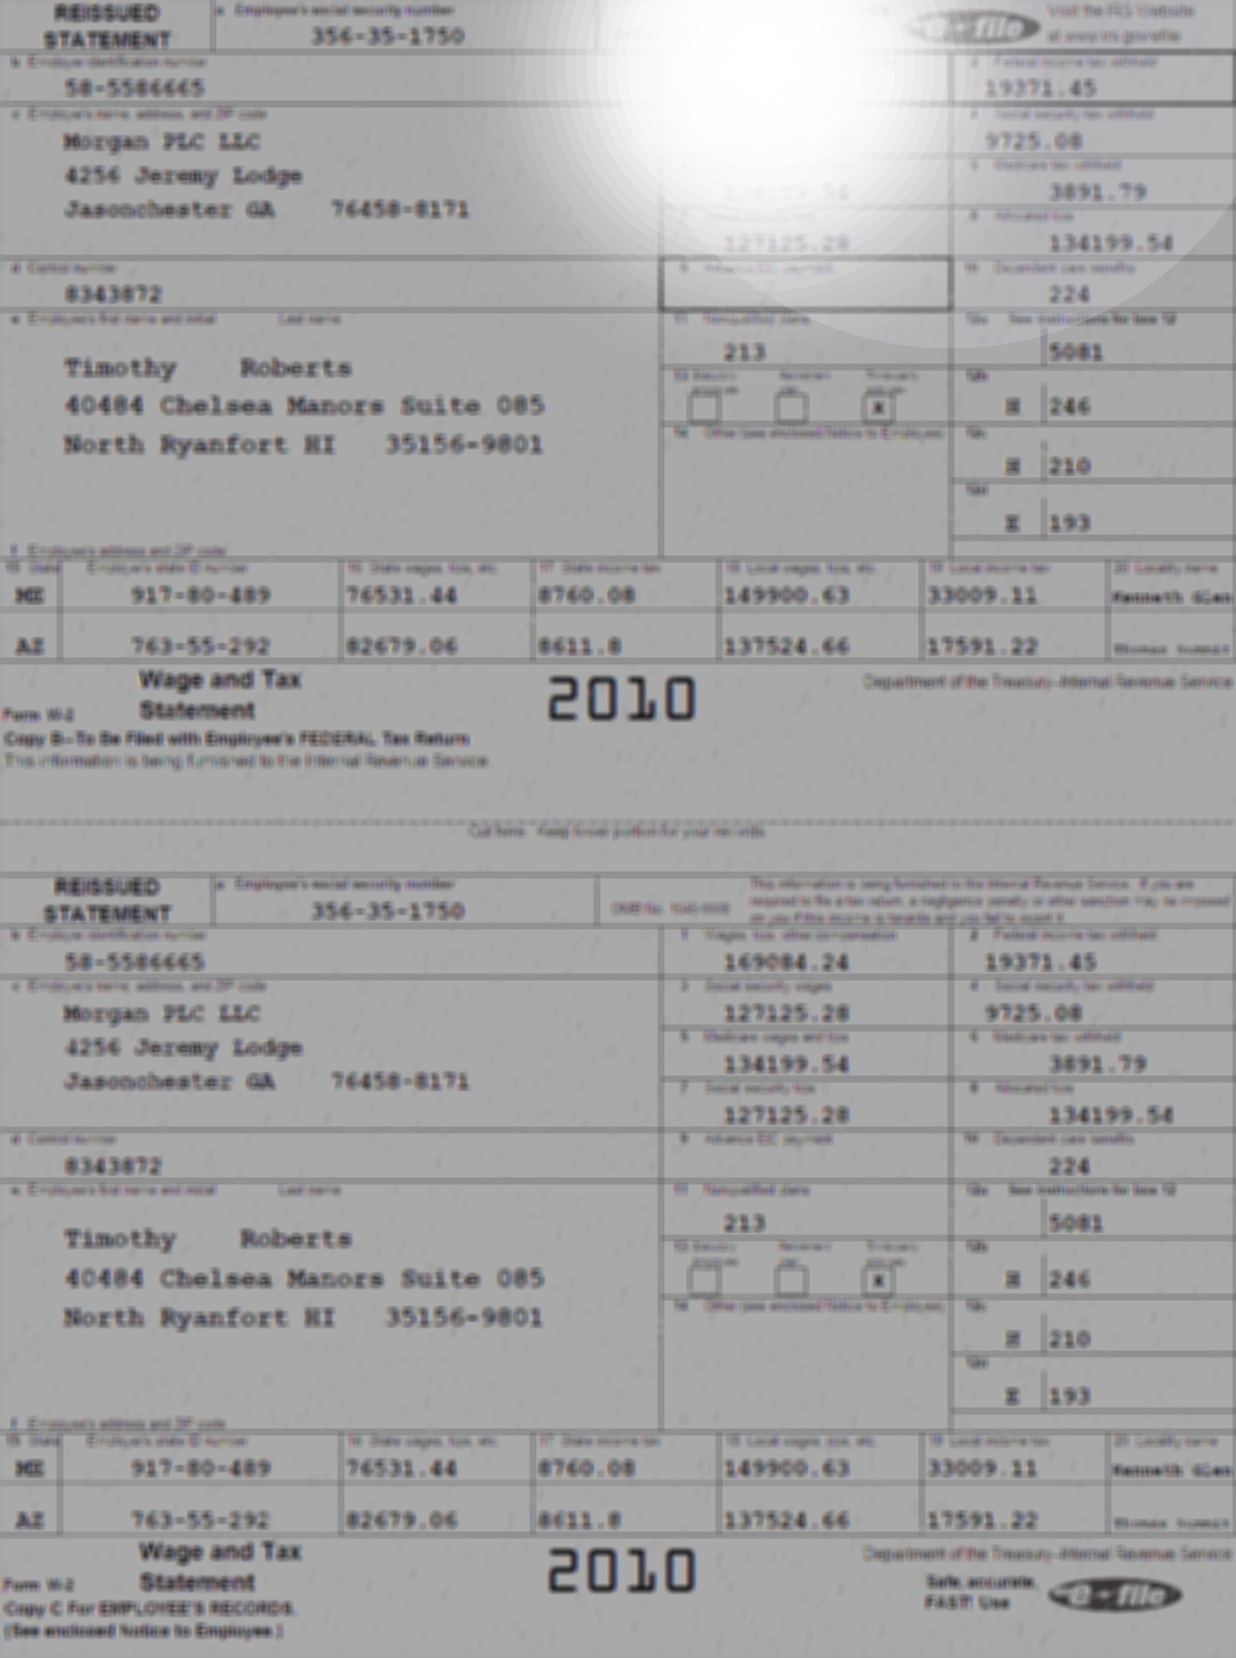 REISSUED STATEMENT
a Employee's social security number
356-35-1750
e-file
Visit the IRS Website
at www.irs.gov/efile
b Employer identification number
58-5586665
2 Federal income tax withheld
19371.45
c Employer's name, address, and ZIP code
Morgan PLC LLC
4256 Jeremy Lodge
Jasonchester GA 76458-8171
4 Social security tax withheld
9725.08
6 Medicare tax withheld
134199.54
3891.79
8 Allocated tips
127125.28
134199.54
d Control number
8343872
9 Advance EIC payment
10 Dependent care benefits
224
e Employee's first name and initial Last name
Timothy Roberts
40484 Chelsea Manors Suite 085
North Ryanfort HI 35156-9801
11 Nonqualified plans
213
12a See instructions for box 12
5081
13 Statutory employee Retirement plan Third-party sick pay
X
12b
H 246
14 Other (see enclosed Notice to Employee)
12c
H 210
12d
E 193
f Employee's address and ZIP code
15 State Employer's state ID number 16 State wages, tips, etc. 17 State income tax 18 Local wages, tips, etc. 19 Local income tax 20 Locality name
ME 917-80-489 76531.44 8760.08 149900.63 33009.11 Kenneth Glen
AZ 763-55-292 82679.06 8611.8 137524.66 17591.22 Thomas Summit
Wage and Tax
Statement
Form W-2
2010
Department of the Treasury-Internal Revenue Service
Copy B--To Be Filed with Employee's FEDERAL Tax Return
This information is being furnished to the Internal Revenue Service.
Cut here - Keep lower portion for your records
REISSUED STATEMENT
a Employee's social security number
356-35-1750
OMB No. 1545-0008
This information is being furnished to the Internal Revenue Service. If you are
required to file a tax return, a negligence penalty or other sanction may be imposed
on you if this income is taxable and you fail to report it.
b Employer identification number
58-5586665
1 Wages, tips, other compensation
169084.24
2 Federal income tax withheld
19371.45
c Employer's name, address, and ZIP code
Morgan PLC LLC
4256 Jeremy Lodge
Jasonchester GA 76458-8171
3 Social security wages
127125.28
4 Social security tax withheld
9725.08
5 Medicare wages and tips
134199.54
6 Medicare tax withheld
3891.79
7 Social security tips
127125.28
8 Allocated tips
134199.54
d Control number
8343872
9 Advance EIC payment
10 Dependent care benefits
224
e Employee's first name and initial Last name
Timothy Roberts
40484 Chelsea Manors Suite 085
North Ryanfort HI 35156-9801
11 Nonqualified plans
213
12a See instructions for box 12
5081
13 Statutory employee Retirement plan Third-party sick pay
X
12b
H 246
14 Other (see enclosed Notice to Employee)
12c
H 210
12d
E 193
f Employee's address and ZIP code
15 State Employer's state ID number 16 State wages, tips, etc. 17 State income tax 18 Local wages, tips, etc. 19 Local income tax 20 Locality name
ME 917-80-489 76531.44 8760.08 149900.63 33009.11 Kenneth Glen
AZ 763-55-292 82679.06 8611.8 137524.66 17591.22 Thomas Summit
Wage and Tax
Statement
Form W-2
2010
Department of the Treasury-Internal Revenue Service
Copy C For EMPLOYEE'S RECORDS.
(See enclosed Notice to Employee.)
Safe, accurate,
FAST! Use
e-file